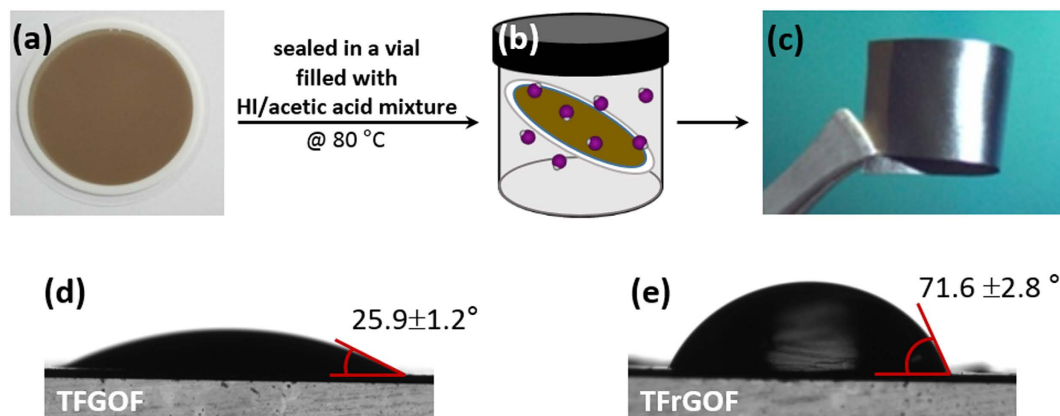 (a)
sealed in a vial
filled with
HI/acetic acid mixture
@ 80 °C
(b)
(c)
(d)
25.9±1.2°
TFGOF
(e)
71.6 ±2.8 °
TFrGOF